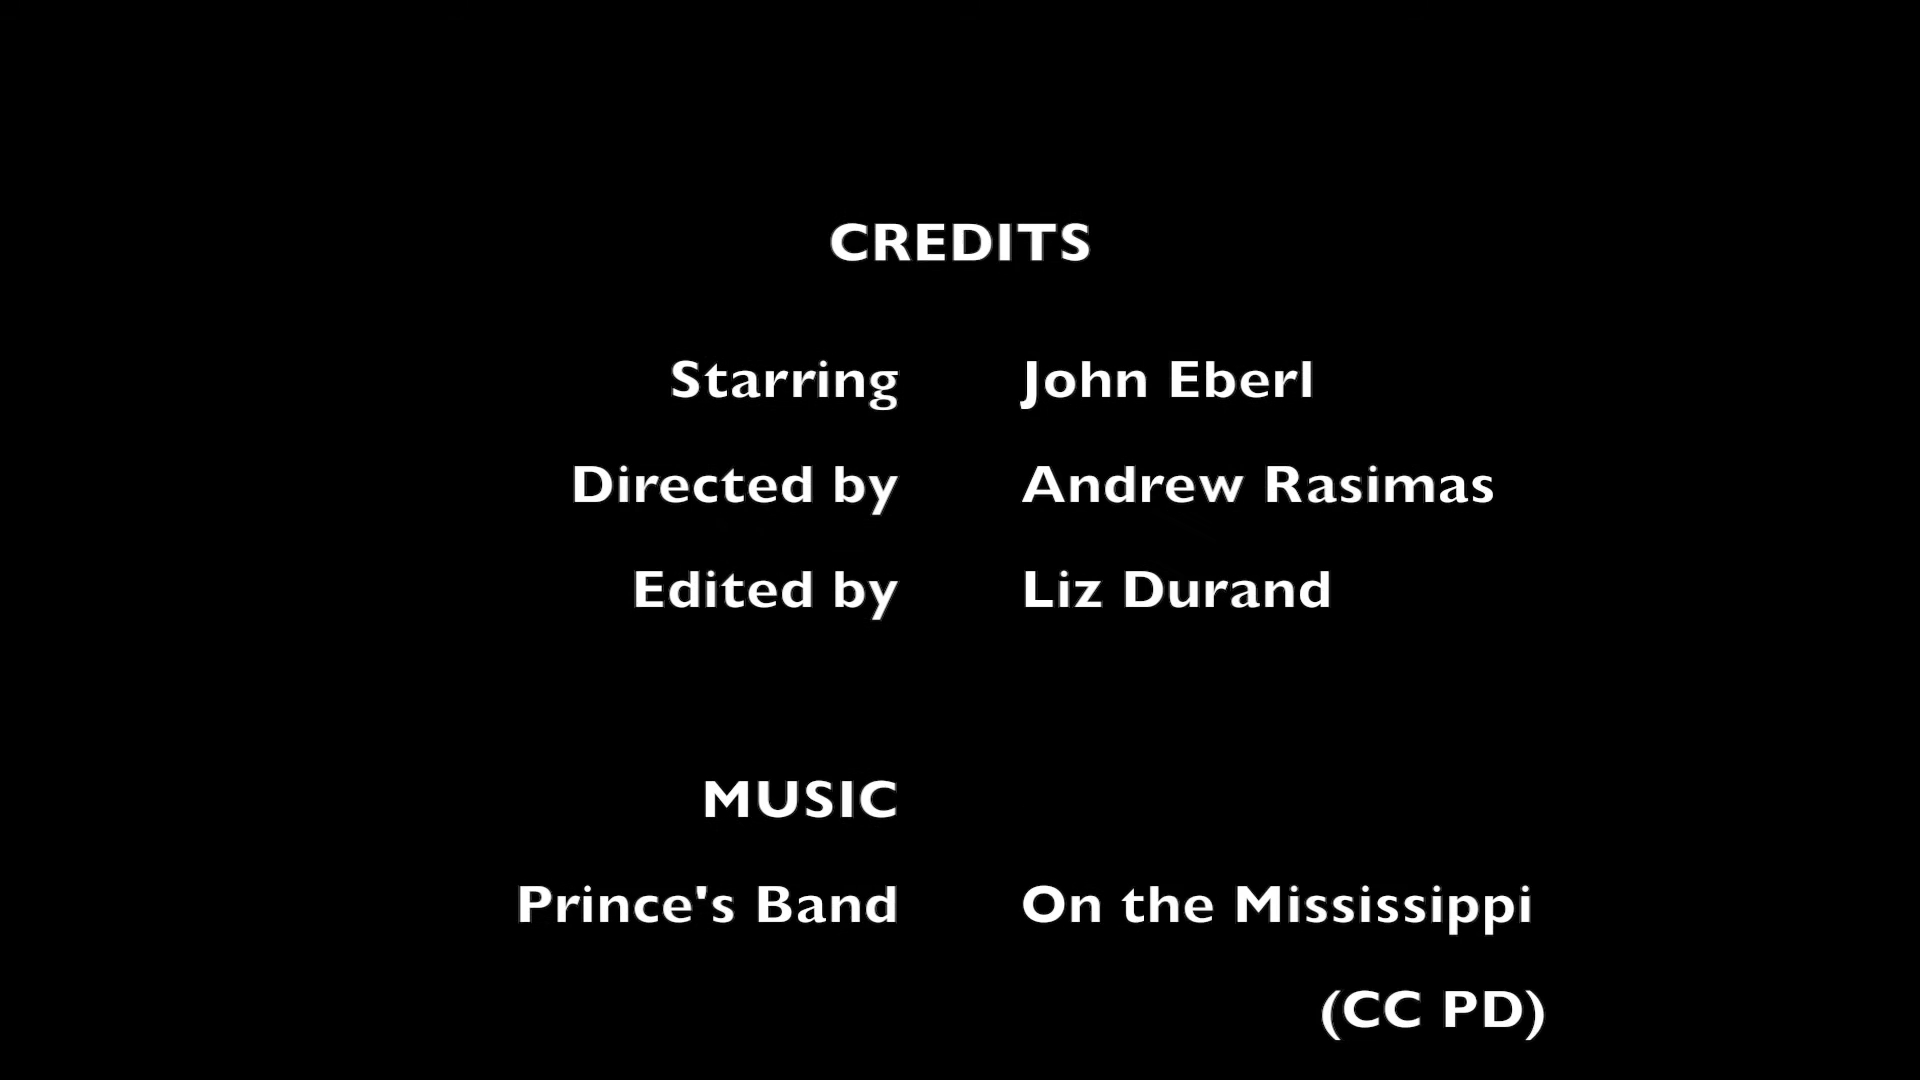 CREDITS
Starring John Eberl
Directed by Andrew Rasimas
Edited by Liz Durand
MUSIC
Prince's Band On the Mississippi
(CC PD)